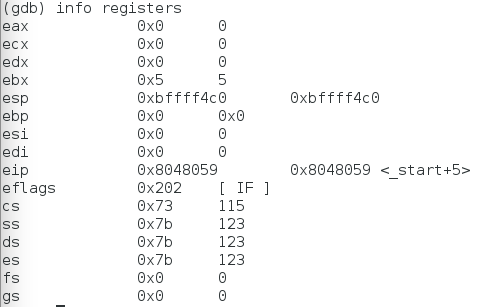 (gdb) info registers
eax 0x0 0
ecx 0x0 0
edx 0x0 0
ebx 0x5 5
esp 0xbffff4c0 0xbffff4c0
ebp 0x0 0x0
esi 0x0 0
edi 0x0 0
eip 0x8048059 0x8048059 <_start+5>
eflags 0x202 [ IF ]
cs 0x73 115
ss 0x7b 123
ds 0x7b 123
es 0x7b 123
fs 0x0 0
gs 0x0 0